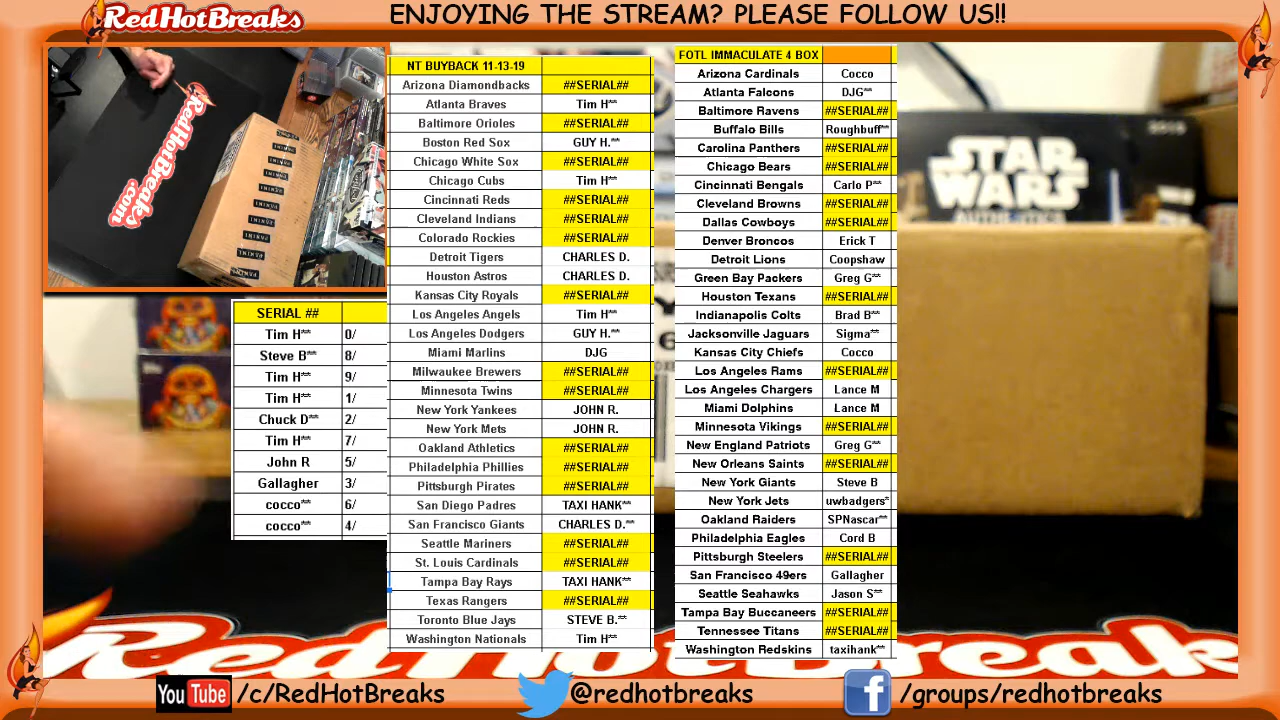 RedHotBreaks
ENJOYING THE STREAM? PLEASE FOLLOW US!!
RedHotBreaks
.com
PANINI
SERIAL ##
Tim H** 0/
Steve B** 8/
Tim H** 9/
Tim H** 1/
Chuck D** 2/
Tim H** 7/
John R 5/
Gallagher 3/
cocco** 6/
cocco** 4/
NT BUYBACK 11-13-19
Arizona Diamondbacks ##SERIAL##
Atlanta Braves Tim H**
Baltimore Orioles ##SERIAL##
Boston Red Sox GUY H.**
Chicago White Sox ##SERIAL##
Chicago Cubs Tim H**
Cincinnati Reds ##SERIAL##
Cleveland Indians ##SERIAL##
Colorado Rockies ##SERIAL##
Detroit Tigers CHARLES D.
Houston Astros CHARLES D.
Kansas City Royals ##SERIAL##
Los Angeles Angels Tim H**
Los Angeles Dodgers GUY H.**
Miami Marlins DJG
Milwaukee Brewers ##SERIAL##
Minnesota Twins ##SERIAL##
New York Yankees JOHN R.
New York Mets JOHN R.
Oakland Athletics ##SERIAL##
Philadelphia Phillies ##SERIAL##
Pittsburgh Pirates ##SERIAL##
San Diego Padres TAXI HANK**
San Francisco Giants CHARLES D.**
Seattle Mariners ##SERIAL##
St. Louis Cardinals ##SERIAL##
Tampa Bay Rays TAXI HANK**
Texas Rangers ##SERIAL##
Toronto Blue Jays STEVE B.**
Washington Nationals Tim H**
FOTL IMMACULATE 4 BOX
Arizona Cardinals Cocco
Atlanta Falcons DJG**
Baltimore Ravens ##SERIAL##
Buffalo Bills Roughbuff**
Carolina Panthers ##SERIAL##
Chicago Bears ##SERIAL##
Cincinnati Bengals Carlo P**
Cleveland Browns ##SERIAL##
Dallas Cowboys ##SERIAL##
Denver Broncos Erick T
Detroit Lions Coopshaw
Green Bay Packers Greg G**
Houston Texans ##SERIAL##
Indianapolis Colts Brad B**
Jacksonville Jaguars Sigma**
Kansas City Chiefs Cocco
Los Angeles Rams ##SERIAL##
Los Angeles Chargers Lance M
Miami Dolphins Lance M
Minnesota Vikings ##SERIAL##
New England Patriots Greg G**
New Orleans Saints ##SERIAL##
New York Giants Steve B
New York Jets uwbadgers*
Oakland Raiders SPNascar**
Philadelphia Eagles Cord B
Pittsburgh Steelers ##SERIAL##
San Francisco 49ers Gallagher
Seattle Seahawks Jason S**
Tampa Bay Buccaneers ##SERIAL##
Tennessee Titans ##SERIAL##
Washington Redskins taxihank**
STAR
WARS
AUTHENTICS
RedHotBreak
YouTube /c/RedHotBreaks
@redhotbreaks
f /groups/redhotbreaks